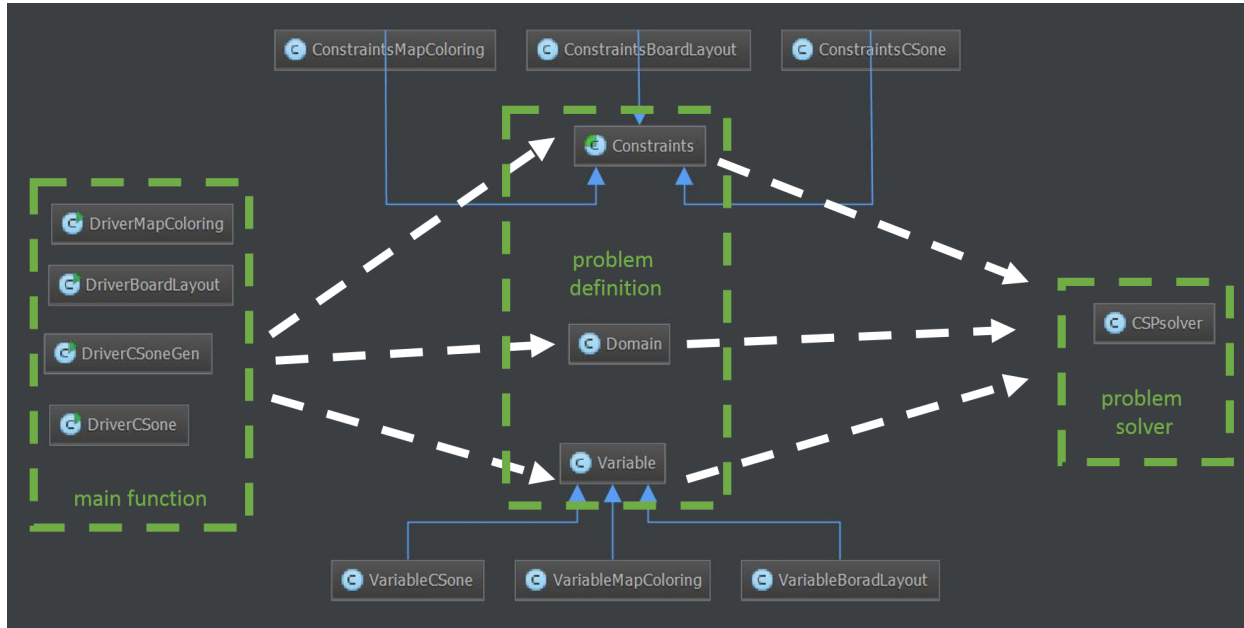 ConstraintsMapColoring
ConstraintsBoardLayout
ConstraintsCSone
Constraints
DriverMapColoring
DriverBoardLayout
DriverCSoneGen
DriverCSone
main function
problem
definition
Domain
Variable
CSPsolver
problem
solver
VariableCSone
VariableMapColoring
VariableBoradLayout